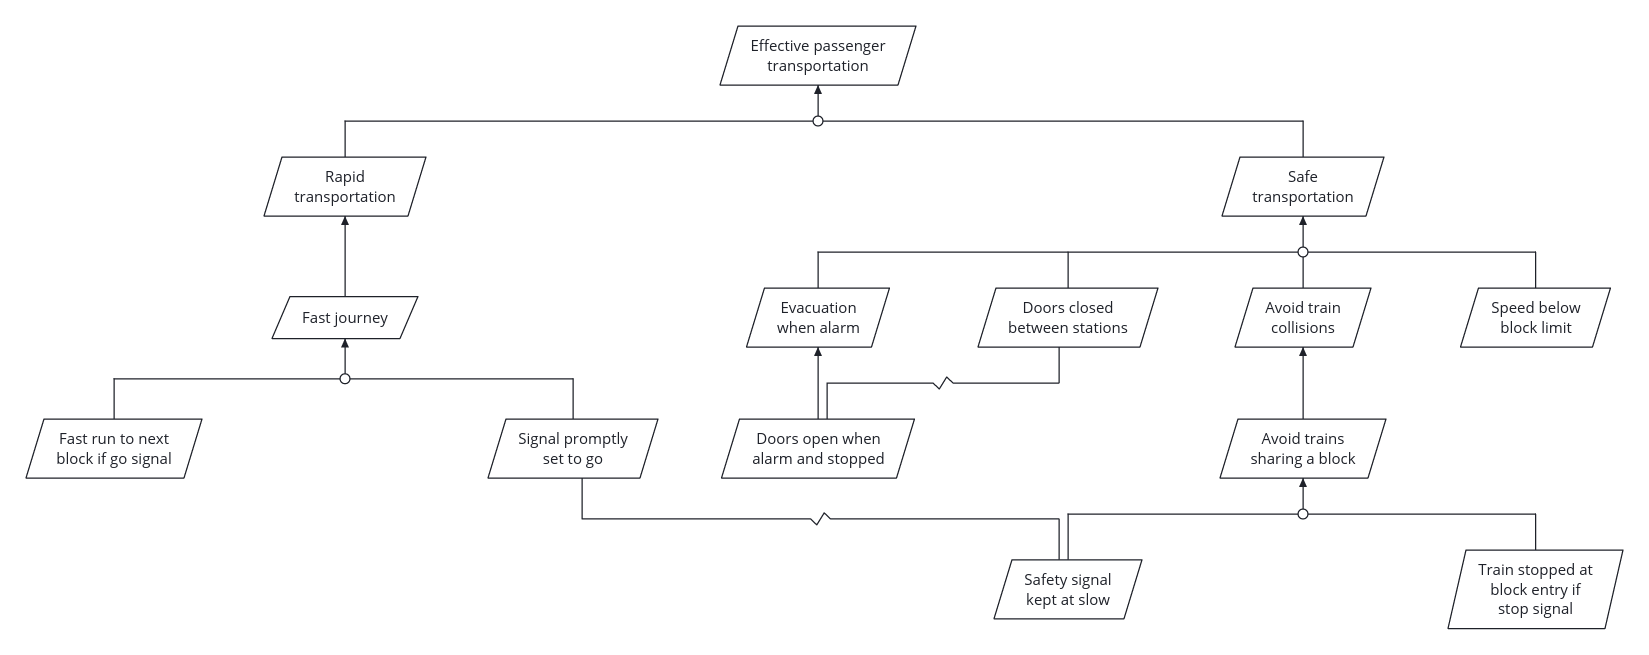 Effective passenger
transportation
Rapid
transportation
Safe
transportation
Fast journey
Evacuation
when alarm
Doors closed
between stations
Avoid train
collisions
Speed below
block limit
Fast run to next
block if go signal
Signal promptly
set to go
Doors open when
alarm and stopped
Avoid trains
sharing a block
Safety signal
kept at slow
Train stopped at
block entry if
stop signal